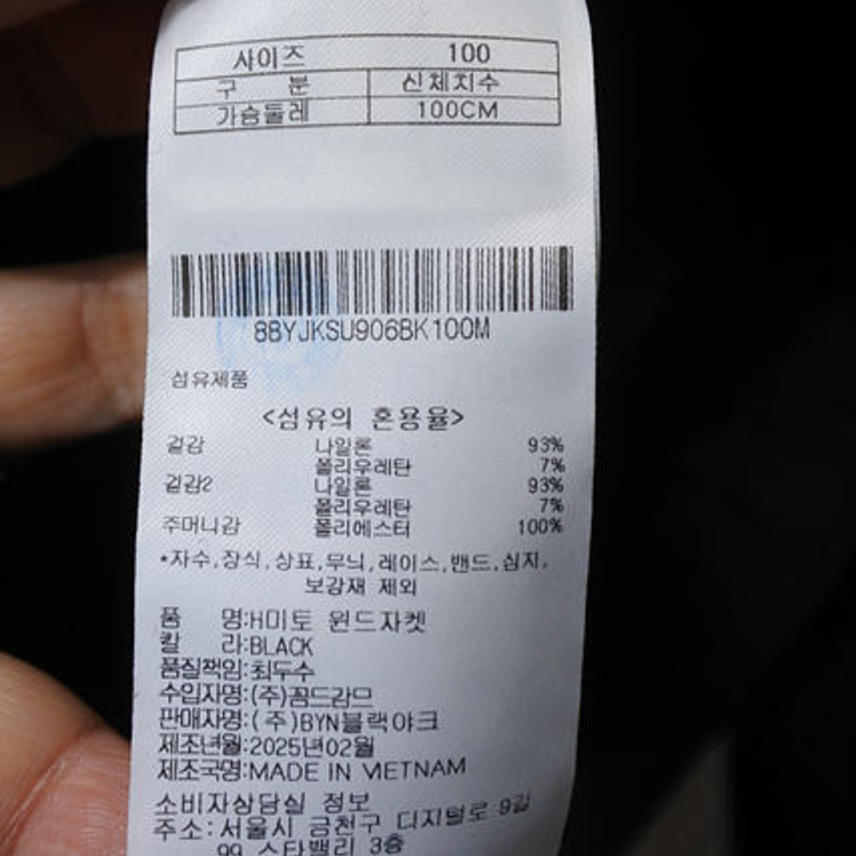 사이즈 100
구 분 신체치수
가슴둘레 100CM
8BYJKSU906BK100M
섬유제품
<섬유의 혼용율>
겉감 나일론 93%
폴리우레탄 7%
겉감2 나일론 93%
폴리우레탄 7%
주머니감 폴리에스터 100%
*자수,장식,상표,무늬,레이스,밴드,심지,
보강재 제외
품 명:H미토 윈드자켓
칼 라:BLACK
품질책임:최두수
수입자명:(주)꼼드감므
판매자명:(주)BYN블랙야크
제조년월:2025년02월
제조국명:MADE IN VIETNAM
소비자상담실 정보
주소:서울시 금천구 디지털로 9길
99 스타밸리 3층